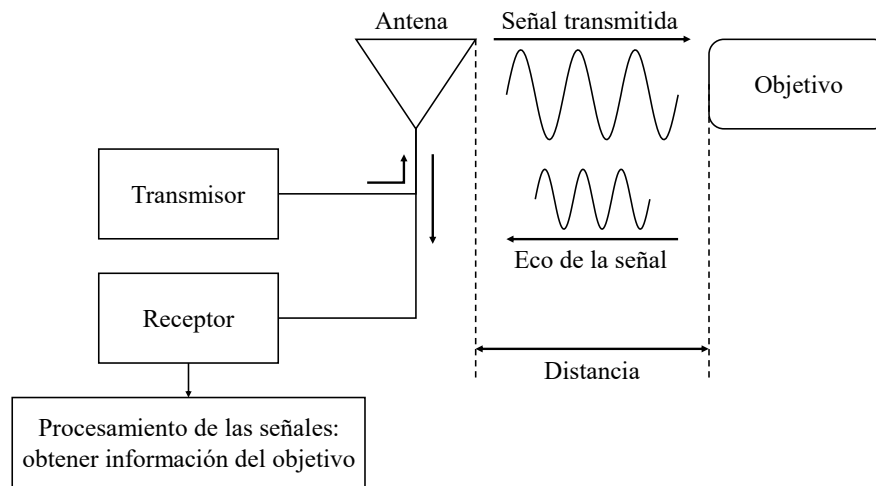 Antena
Señal transmitida
Objetivo
Transmisor
Eco de la señal
Receptor
Distancia
Procesamiento de las señales:
obtener información del objetivo